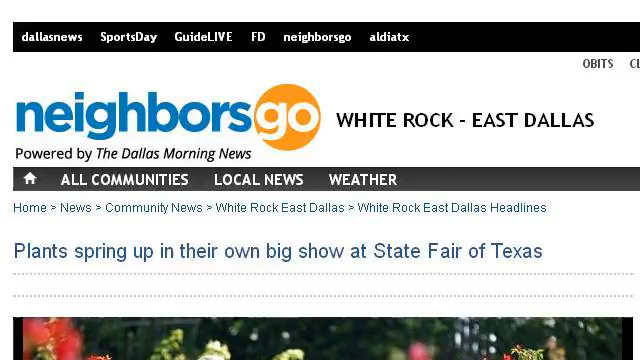 dallasnews SportsDay GuideLIVE FD neighborsgo aldiatx
OBITS
neighborsgo WHITE ROCK - EAST DALLAS
Powered by The Dallas Morning News
ALL COMMUNITIES LOCAL NEWS WEATHER
Home > News > Community News > White Rock East Dallas > White Rock East Dallas Headlines
Plants spring up in their own big show at State Fair of Texas